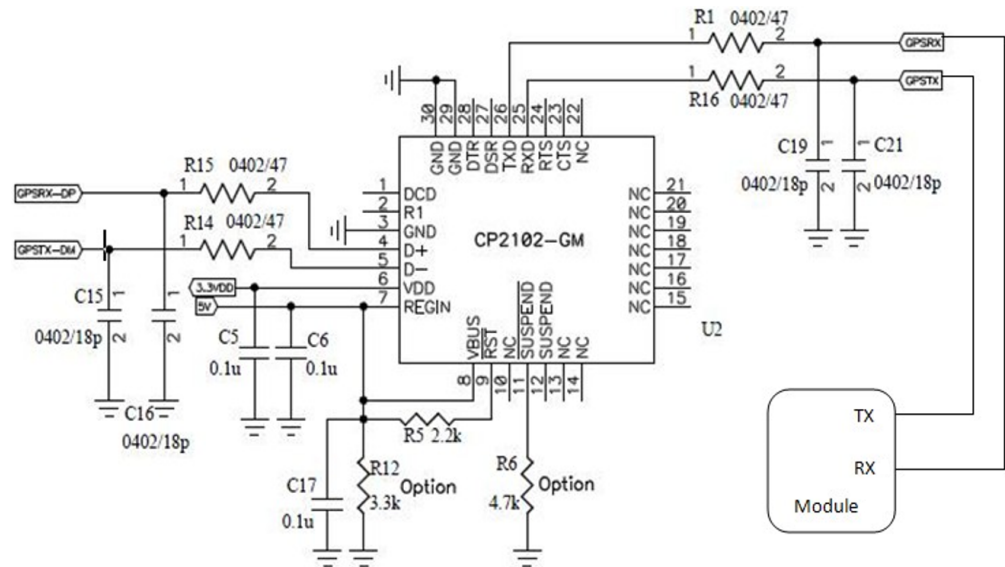 R1 0402/47
1 2
GPSRX
1 2
GPSTX
R16 0402/47
30 29 28 27 26 25 24 23 22
GND GND DTR DSR TXD RXD RTS CTS NC
C19 1
2
0402/18p
C21 1
2
0402/18p
R15 0402/47
GPSRX-DP
1 2
R14 0402/47
GPSTX-DM
1 2
1 DCD
2 R1
3 GND
4 D+
5 D-
6 VDD
7 REGIN
CP2102-GM
NC 21
NC 20
NC 19
NC 18
NC 17
NC 16
NC 15
U2
3.3VDD
5V
C15 1
2
0402/18p
1
2
C16
0402/18p
C5
0.1u
C6
0.1u
VBUS RST NC SUSPEND SUSPEND NC NC
8 9 10 11 12 13 14
R5 2.2k
R12
3.3k
Option
C17
0.1u
R6
4.7k
Option
TX
RX
Module